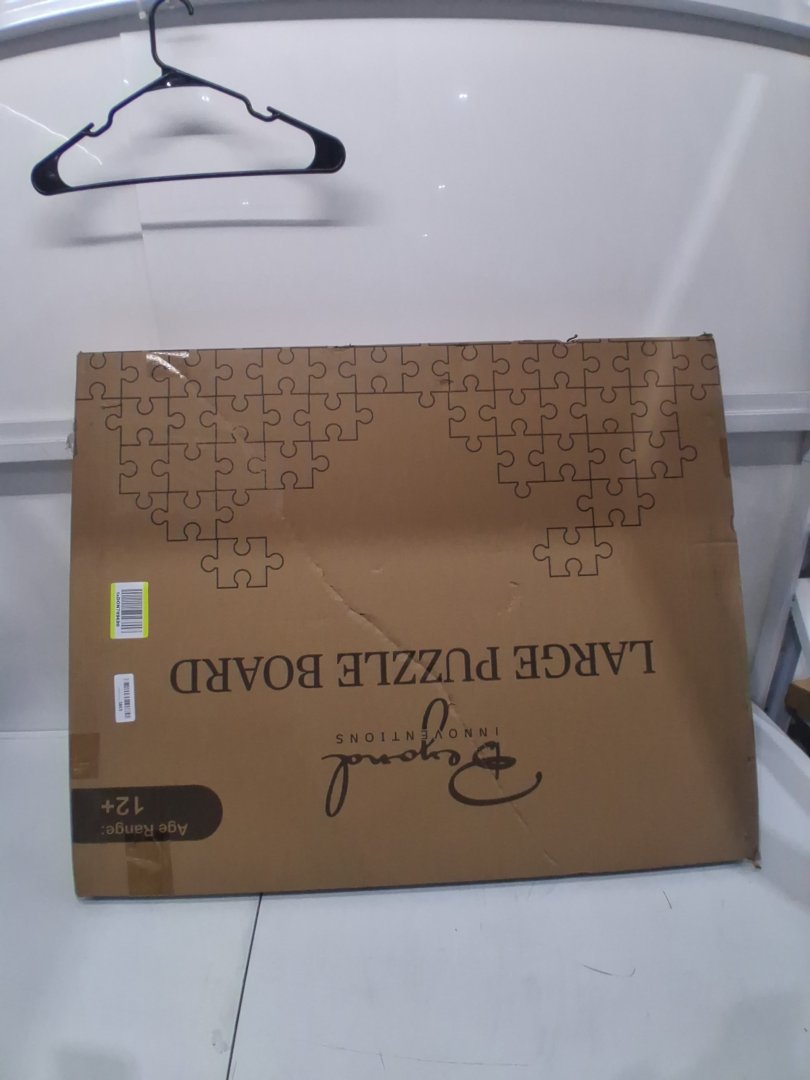 Beyond
INNOVENTIONS
LARGE PUZZLE BOARD
Age Range:
12+